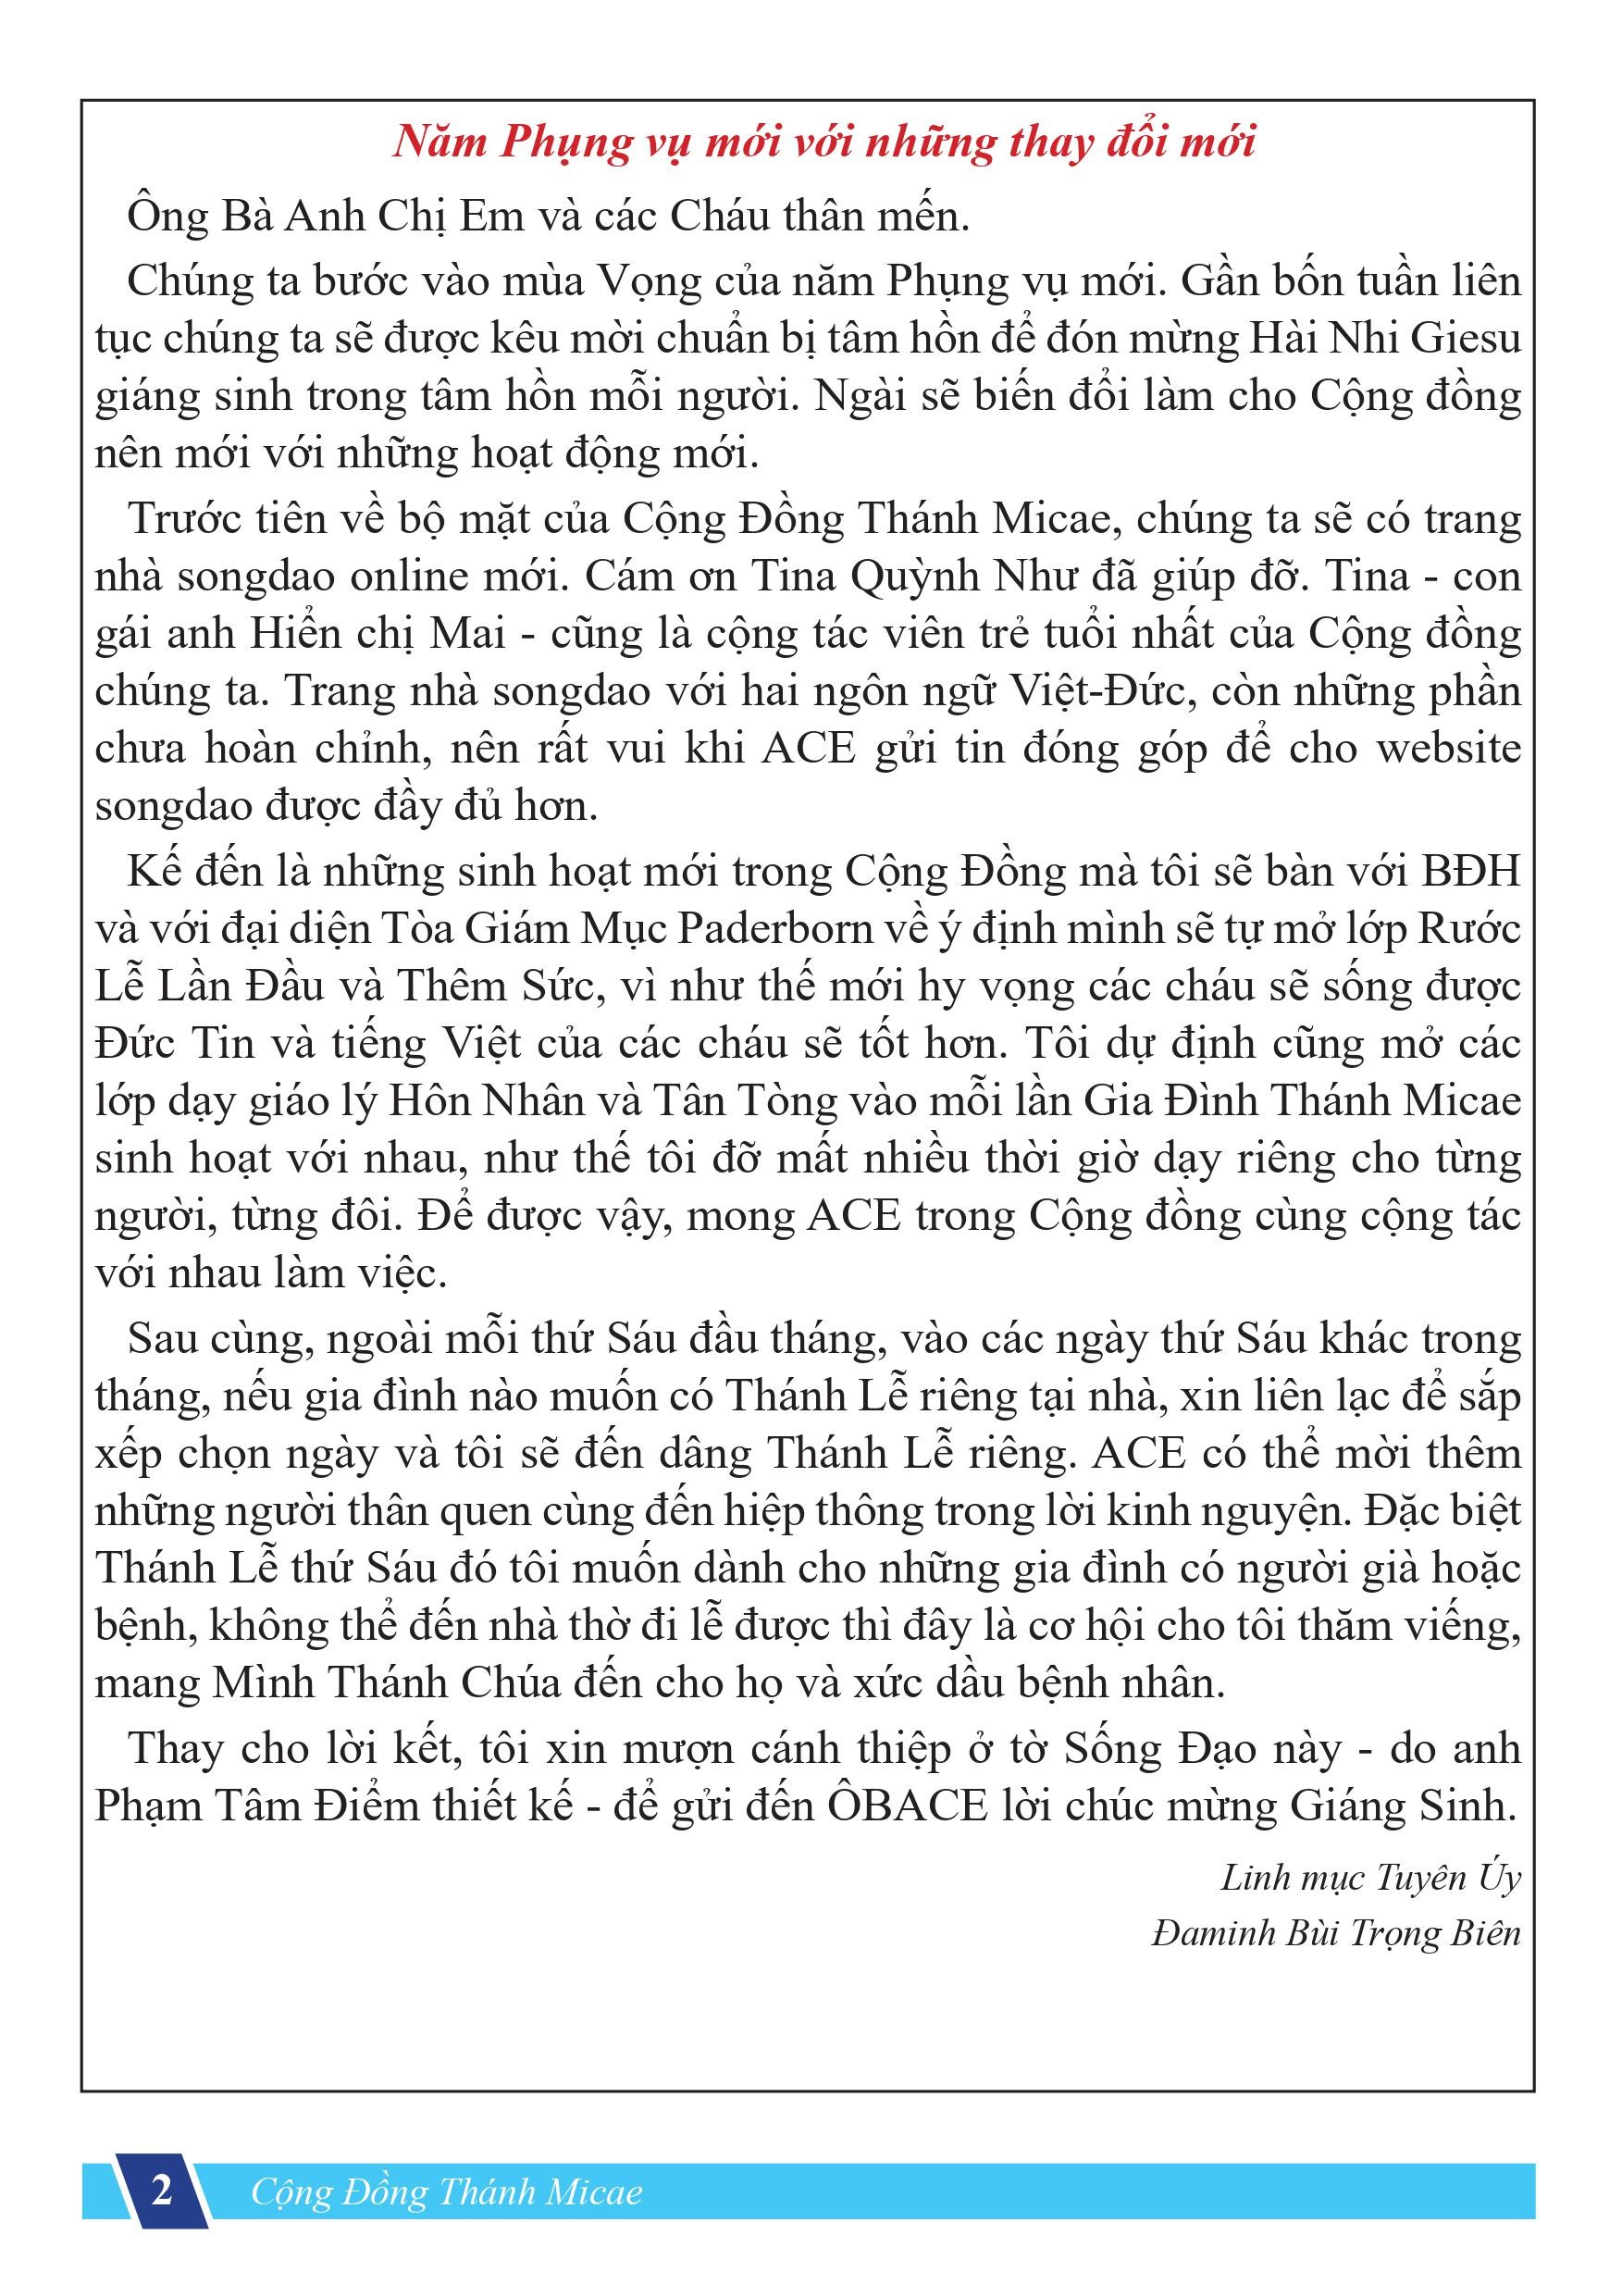 Năm Phụng vụ mới với những thay đổi mới
Ông Bà Anh Chị Em và các Cháu thân mến.
Chúng ta bước vào mùa Vọng của năm Phụng vụ mới. Gần bốn tuần liên
tục chúng ta sẽ được kêu mời chuẩn bị tâm hồn để đón mừng Hài Nhi Giesu
giáng sinh trong tâm hồn mỗi người. Ngài sẽ biến đổi làm cho Cộng đồng
nên mới với những hoạt động mới.
Trước tiên về bộ mặt của Cộng Đồng Thánh Micae, chúng ta sẽ có trang
nhà songdao online mới. Cám ơn Tina Quỳnh Như đã giúp đỡ. Tina - con
gái anh Hiển chị Mai - cũng là cộng tác viên trẻ tuổi nhất của Cộng đồng
chúng ta. Trang nhà songdao với hai ngôn ngữ Việt-Đức, còn những phần
chưa hoàn chỉnh, nên rất vui khi ACE gửi tin đóng góp để cho website
songdao được đầy đủ hơn.
Kế đến là những sinh hoạt mới trong Cộng Đồng mà tôi sẽ bàn với BĐH
và với đại diện Tòa Giám Mục Paderborn về ý định mình sẽ tự mở lớp Rước
Lễ Lần Đầu và Thêm Sức, vì như thế mới hy vọng các cháu sẽ sống được
Đức Tin và tiếng Việt của các cháu sẽ tốt hơn. Tôi dự định cũng mở các
lớp dạy giáo lý Hôn Nhân và Tân Tòng vào mỗi lần Gia Đình Thánh Micae
sinh hoạt với nhau, như thế tôi đỡ mất nhiều thời giờ dạy riêng cho từng
người, từng đôi. Để được vậy, mong ACE trong Cộng đồng cùng cộng tác
với nhau làm việc.
Sau cùng, ngoài mỗi thứ Sáu đầu tháng, vào các ngày thứ Sáu khác trong
tháng, nếu gia đình nào muốn có Thánh Lễ riêng tại nhà, xin liên lạc để sắp
xếp chọn ngày và tôi sẽ đến dâng Thánh Lễ riêng. ACE có thể mời thêm
những người thân quen cùng đến hiệp thông trong lời kinh nguyện. Đặc biệt
Thánh Lễ thứ Sáu đó tôi muốn dành cho những gia đình có người già hoặc
bệnh, không thể đến nhà thờ đi lễ được thì đây là cơ hội cho tôi thăm viếng,
mang Mình Thánh Chúa đến cho họ và xức dầu bệnh nhân.
Thay cho lời kết, tôi xin mượn cánh thiệp ở tờ Sống Đạo này - do anh
Phạm Tâm Điểm thiết kế - để gửi đến ÔBACE lời chúc mừng Giáng Sinh.
Linh mục Tuyên Úy
Đaminh Bùi Trọng Biên
2 Cộng Đồng Thánh Micae